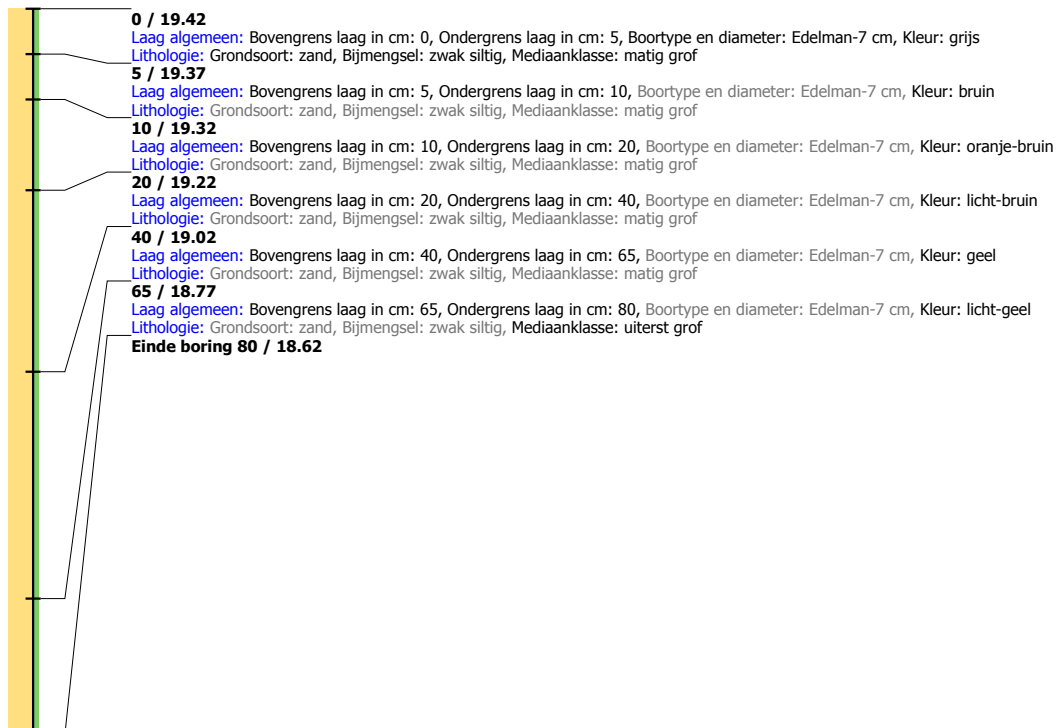 0 / 19.42
Laag algemeen: Bovengrens laag in cm: 0, Ondergrens laag in cm: 5, Boortype en diameter: Edelman-7 cm, Kleur: grijs
Lithologie: Grondsoort: zand, Bijmengsel: zwak siltig, Mediaanklasse: matig grof
5 / 19.37
Laag algemeen: Bovengrens laag in cm: 5, Ondergrens laag in cm: 10, Boortype en diameter: Edelman-7 cm, Kleur: bruin
Lithologie: Grondsoort: zand, Bijmengsel: zwak siltig, Mediaanklasse: matig grof
10 / 19.32
Laag algemeen: Bovengrens laag in cm: 10, Ondergrens laag in cm: 20, Boortype en diameter: Edelman-7 cm, Kleur: oranje-bruin
Lithologie: Grondsoort: zand, Bijmengsel: zwak siltig, Mediaanklasse: matig grof
20 / 19.22
Laag algemeen: Bovengrens laag in cm: 20, Ondergrens laag in cm: 40, Boortype en diameter: Edelman-7 cm, Kleur: licht-bruin
Lithologie: Grondsoort: zand, Bijmengsel: zwak siltig, Mediaanklasse: matig grof
40 / 19.02
Laag algemeen: Bovengrens laag in cm: 40, Ondergrens laag in cm: 65, Boortype en diameter: Edelman-7 cm, Kleur: geel
Lithologie: Grondsoort: zand, Bijmengsel: zwak siltig, Mediaanklasse: matig grof
65 / 18.77
Laag algemeen: Bovengrens laag in cm: 65, Ondergrens laag in cm: 80, Boortype en diameter: Edelman-7 cm, Kleur: licht-geel
Lithologie: Grondsoort: zand, Bijmengsel: zwak siltig, Mediaanklasse: uiterst grof
Einde boring 80 / 18.62